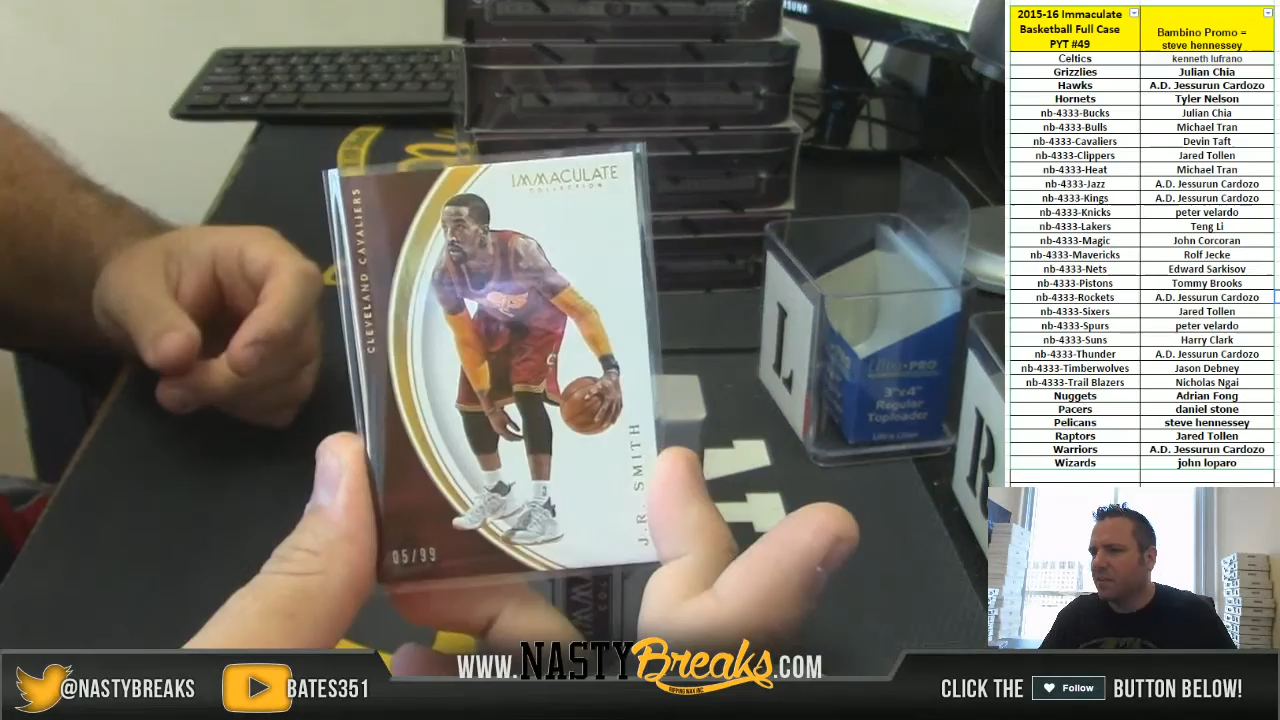 SAMSUNG
IMMACULATE
COLLECTION
CLEVELAND CAVALIERS
J.R. SMITH
05/99
L
R
ULTRA·PRO
3"x4"
Regular
Toploader
2015-16 Immaculate Basketball Full Case PYT #49 Bambino Promo = steve hennessey
Celtics kenneth lufrano
Grizzlies Julian Chia
Hawks A.D. Jessurun Cardozo
Hornets Tyler Nelson
nb-4333-Bucks Julian Chia
nb-4333-Bulls Michael Tran
nb-4333-Cavaliers Devin Taft
nb-4333-Clippers Jared Tollen
nb-4333-Heat Michael Tran
nb-4333-Jazz A.D. Jessurun Cardozo
nb-4333-Kings A.D. Jessurun Cardozo
nb-4333-Knicks peter velardo
nb-4333-Lakers Teng Li
nb-4333-Magic John Corcoran
nb-4333-Mavericks Rolf Jecke
nb-4333-Nets Edward Sarkisov
nb-4333-Pistons Tommy Brooks
nb-4333-Rockets A.D. Jessurun Cardozo
nb-4333-Sixers Jared Tollen
nb-4333-Spurs peter velardo
nb-4333-Suns Harry Clark
nb-4333-Thunder A.D. Jessurun Cardozo
nb-4333-Timberwolves Jason Debney
nb-4333-Trail Blazers Nicholas Ngai
Nuggets Adrian Fong
Pacers daniel stone
Pelicans steve hennessey
Raptors Jared Tollen
Warriors A.D. Jessurun Cardozo
Wizards john loparo
@NASTYBREAKS
BATES351
WWW.NASTYBreaks.COM
RIPPING WAX INC.
CLICK THE Follow BUTTON BELOW!